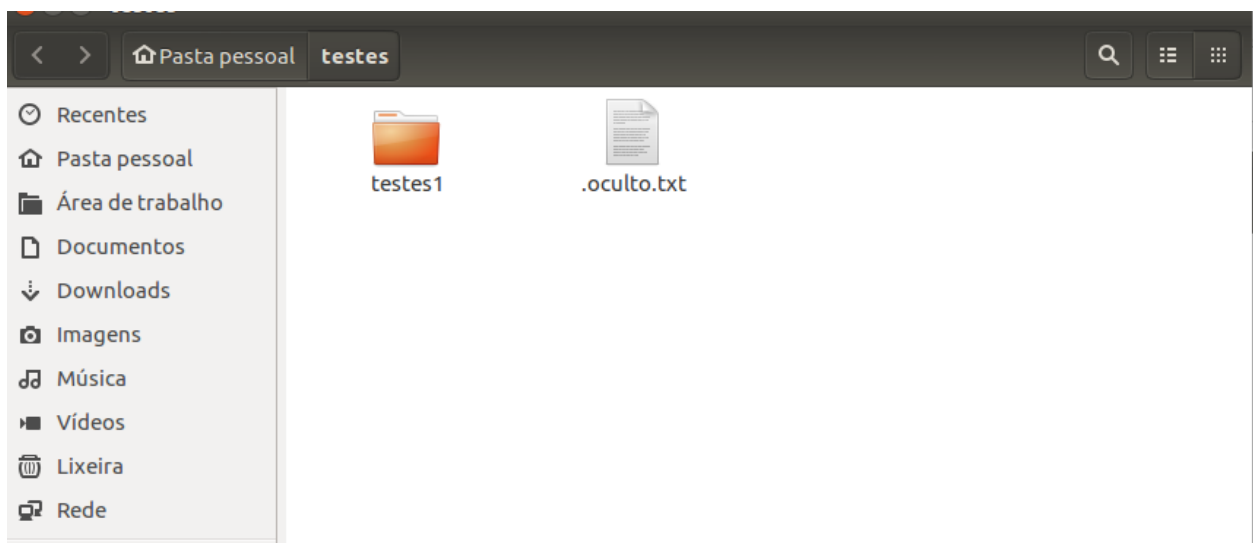 Pasta pessoal testes
Recentes
Pasta pessoal
Área de trabalho
Documentos
Downloads
Imagens
Música
Vídeos
Lixeira
Rede
testes1 .oculto.txt